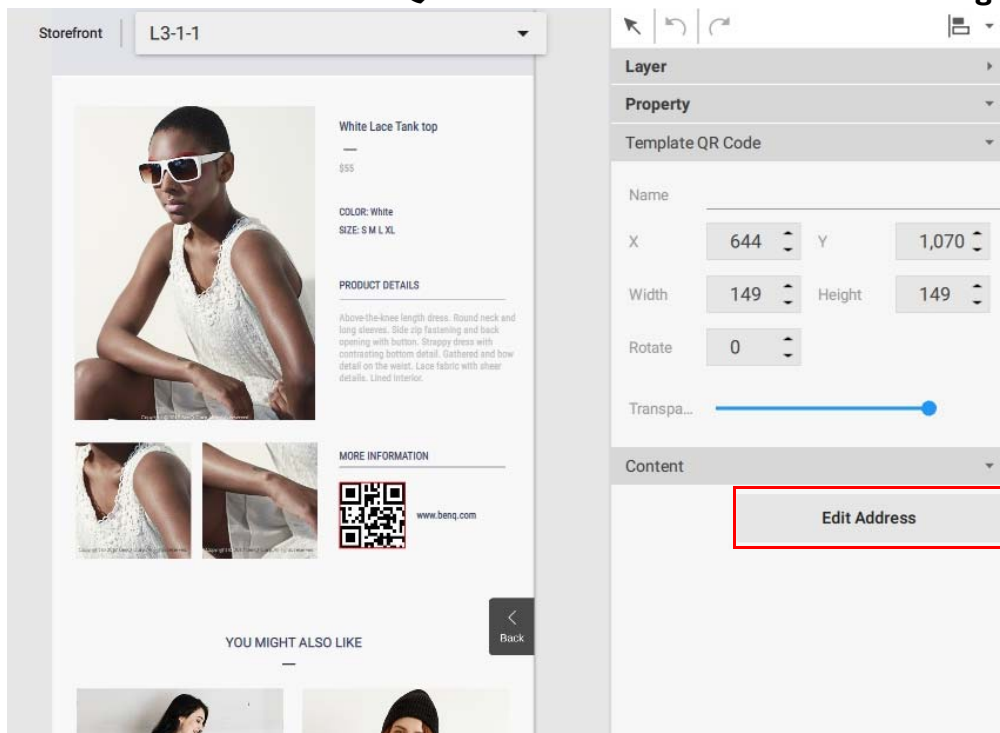 Storefront
L3-1-1
White Lace Tank top
$55
COLOR: White
SIZE: S M L XL
PRODUCT DETAILS
Above-the-knee length dress. Round neck and
long sleeves. Side zip fastening and back
opening with button. Strappy dress with
contrasting bottom detail. Gathered and bow
detail on the waist. Lace fabric with sheer
details. Lined interior.
MORE INFORMATION
www.benq.com
Back
YOU MIGHT ALSO LIKE
Layer
Property
Template QR Code
Name
X 644 Y 1,070
Width 149 Height 149
Rotate 0
Transpa...
Content
Edit Address